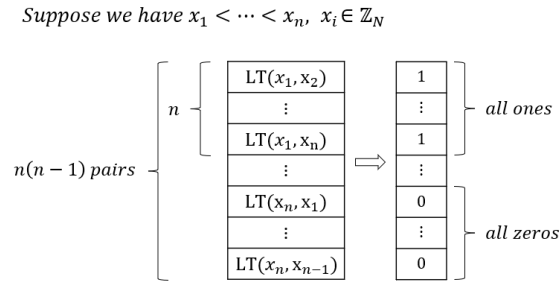 Suppose we have x₁ < ⋯ < xₙ, xᵢ ∈ ℤ_N
LT(x₁, x₂)
⋮
LT(x₁, xₙ)
⋮
LT(xₙ, x₁)
⋮
LT(xₙ, xₙ₋₁)
n
n(n − 1) pairs
⇨
1
⋮
1
⋮
0
⋮
0
all ones
all zeros